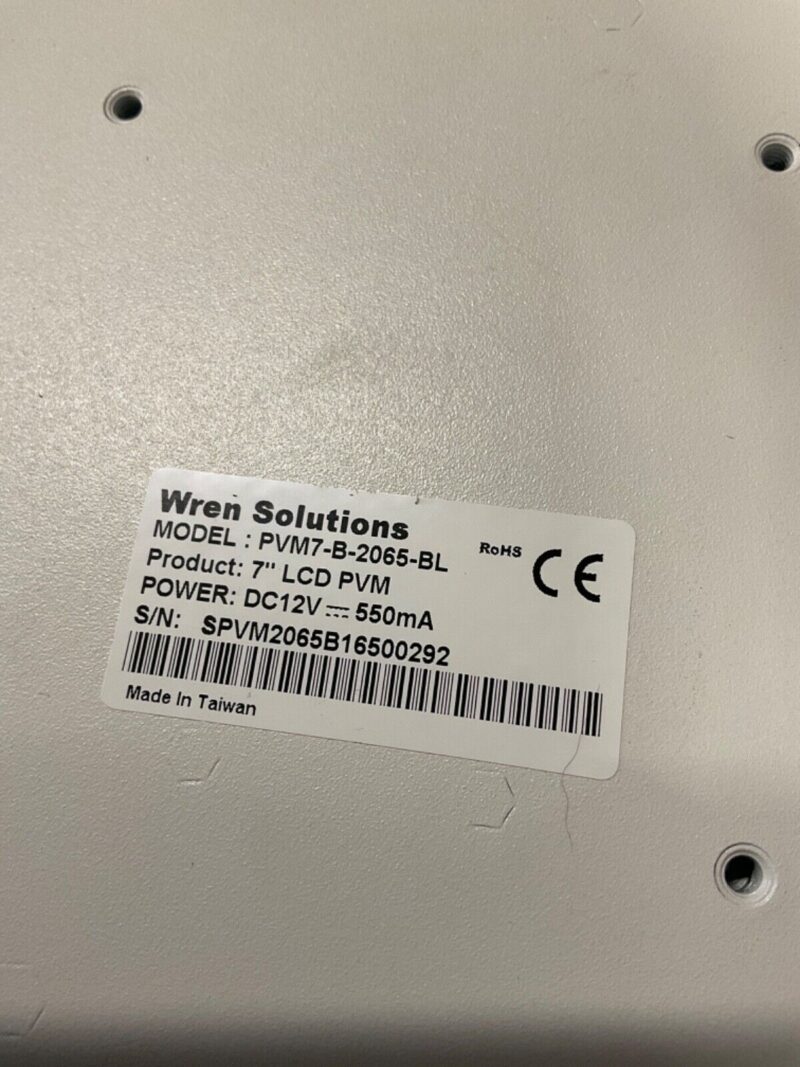 Wren Solutions
MODEL : PVM7-B-2065-BL
Product: 7" LCD PVM
POWER: DC12V ⎓ 550mA
S/N: SPVM2065B16500292
Made In Taiwan
RoHS CE